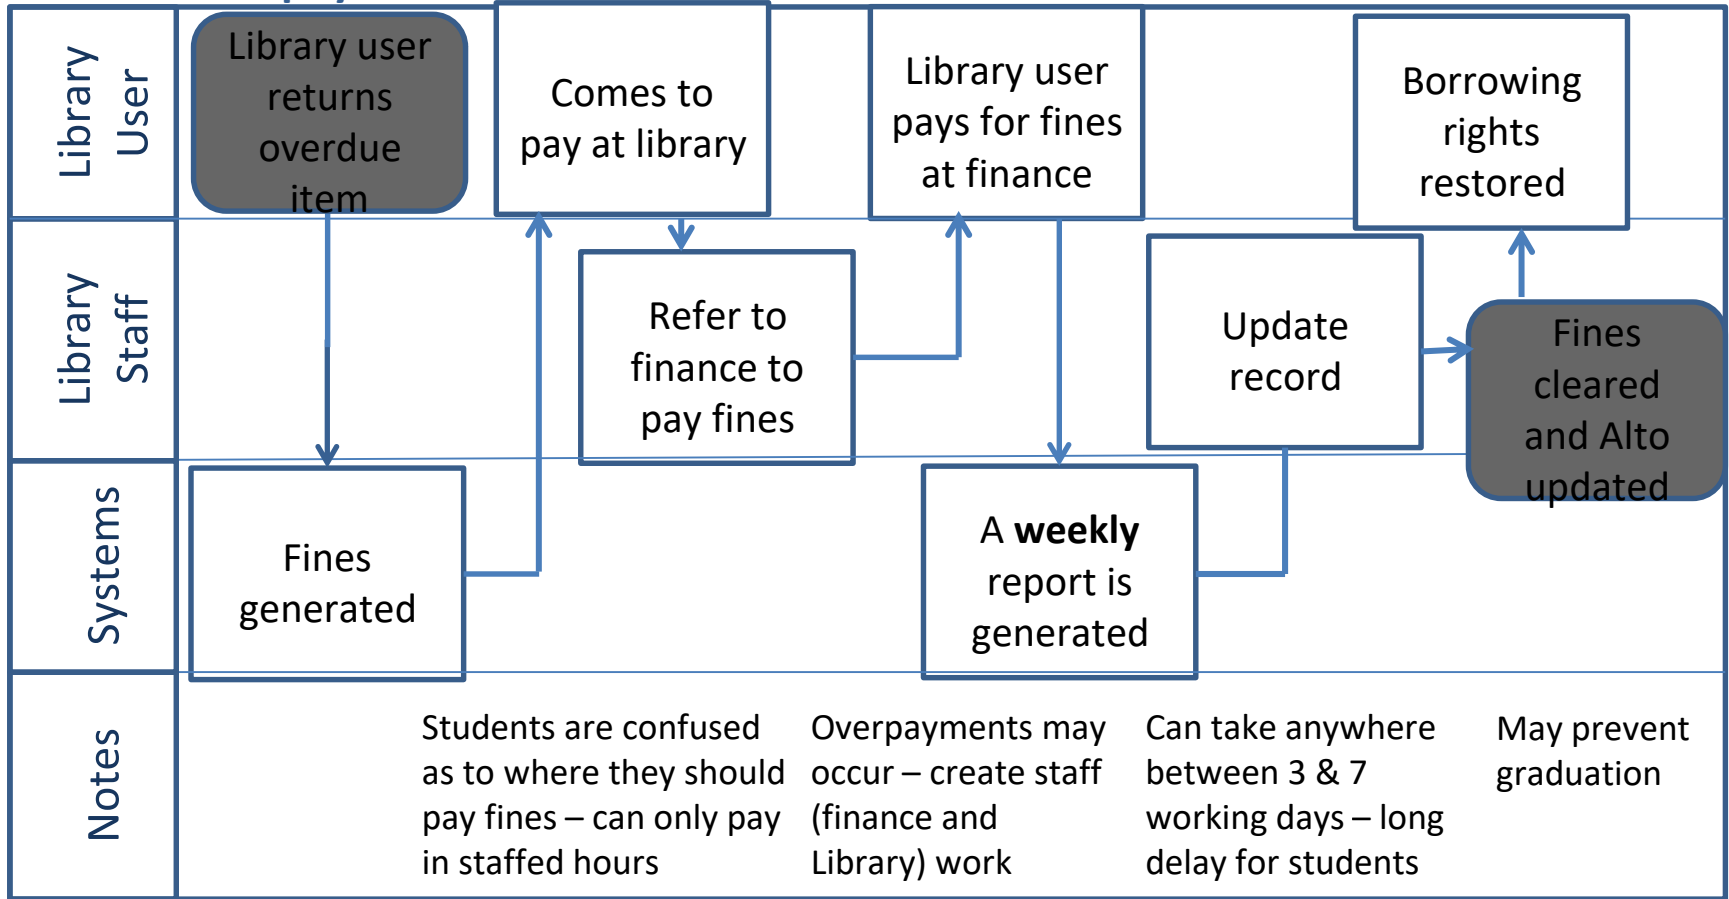 Library
User
Library user
returns
overdue
item
Comes to
pay at library
Library user
pays for fines
at finance
Borrowing
rights
restored
Library
Staff
Refer to
finance to
pay fines
Update
record
Fines
cleared
and Alto
updated
Systems
Fines
generated
A weekly
report is
generated
Notes
Students are confused
as to where they should
pay fines – can only pay
in staffed hours
Overpayments may
occur – create staff
(finance and
Library) work
Can take anywhere
between 3 & 7
working days – long
delay for students
May prevent
graduation